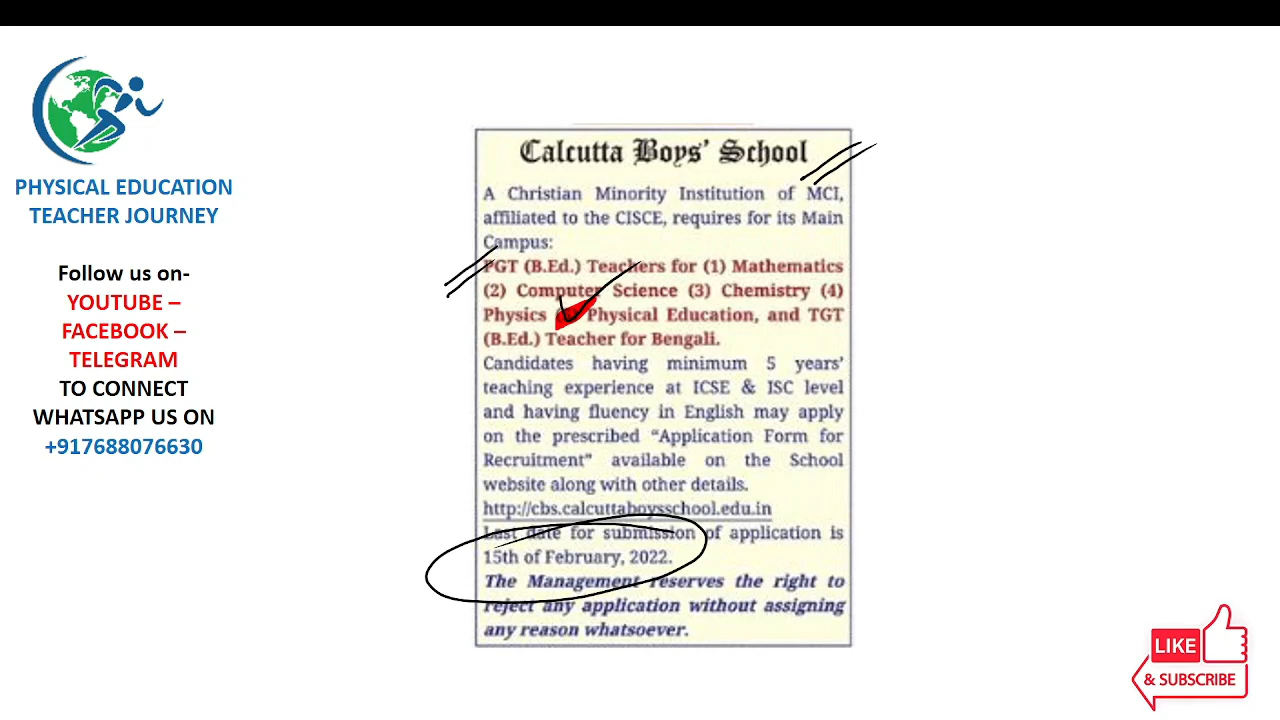 PHYSICAL EDUCATION
TEACHER JOURNEY
Follow us on-
YOUTUBE –
FACEBOOK –
TELEGRAM
TO CONNECT
WHATSAPP US ON
+917688076630
Calcutta Boys' School
A Christian Minority Institution of MCI,
affiliated to the CISCE, requires for its Main
Campus:
PGT (B.Ed.) Teachers for (1) Mathematics
(2) Computer Science (3) Chemistry (4)
Physics Physical Education, and TGT
(B.Ed.) Teacher for Bengali.
Candidates having minimum 5 years'
teaching experience at ICSE & ISC level
and having fluency in English may apply
on the prescribed “Application Form for
Recruitment” available on the School
website along with other details.
http://cbs.calcuttaboysschool.edu.in
Last date for submission of application is
15th of February, 2022.
The Management reserves the right to
reject any application without assigning
any reason whatsoever.
LIKE
& SUBSCRIBE